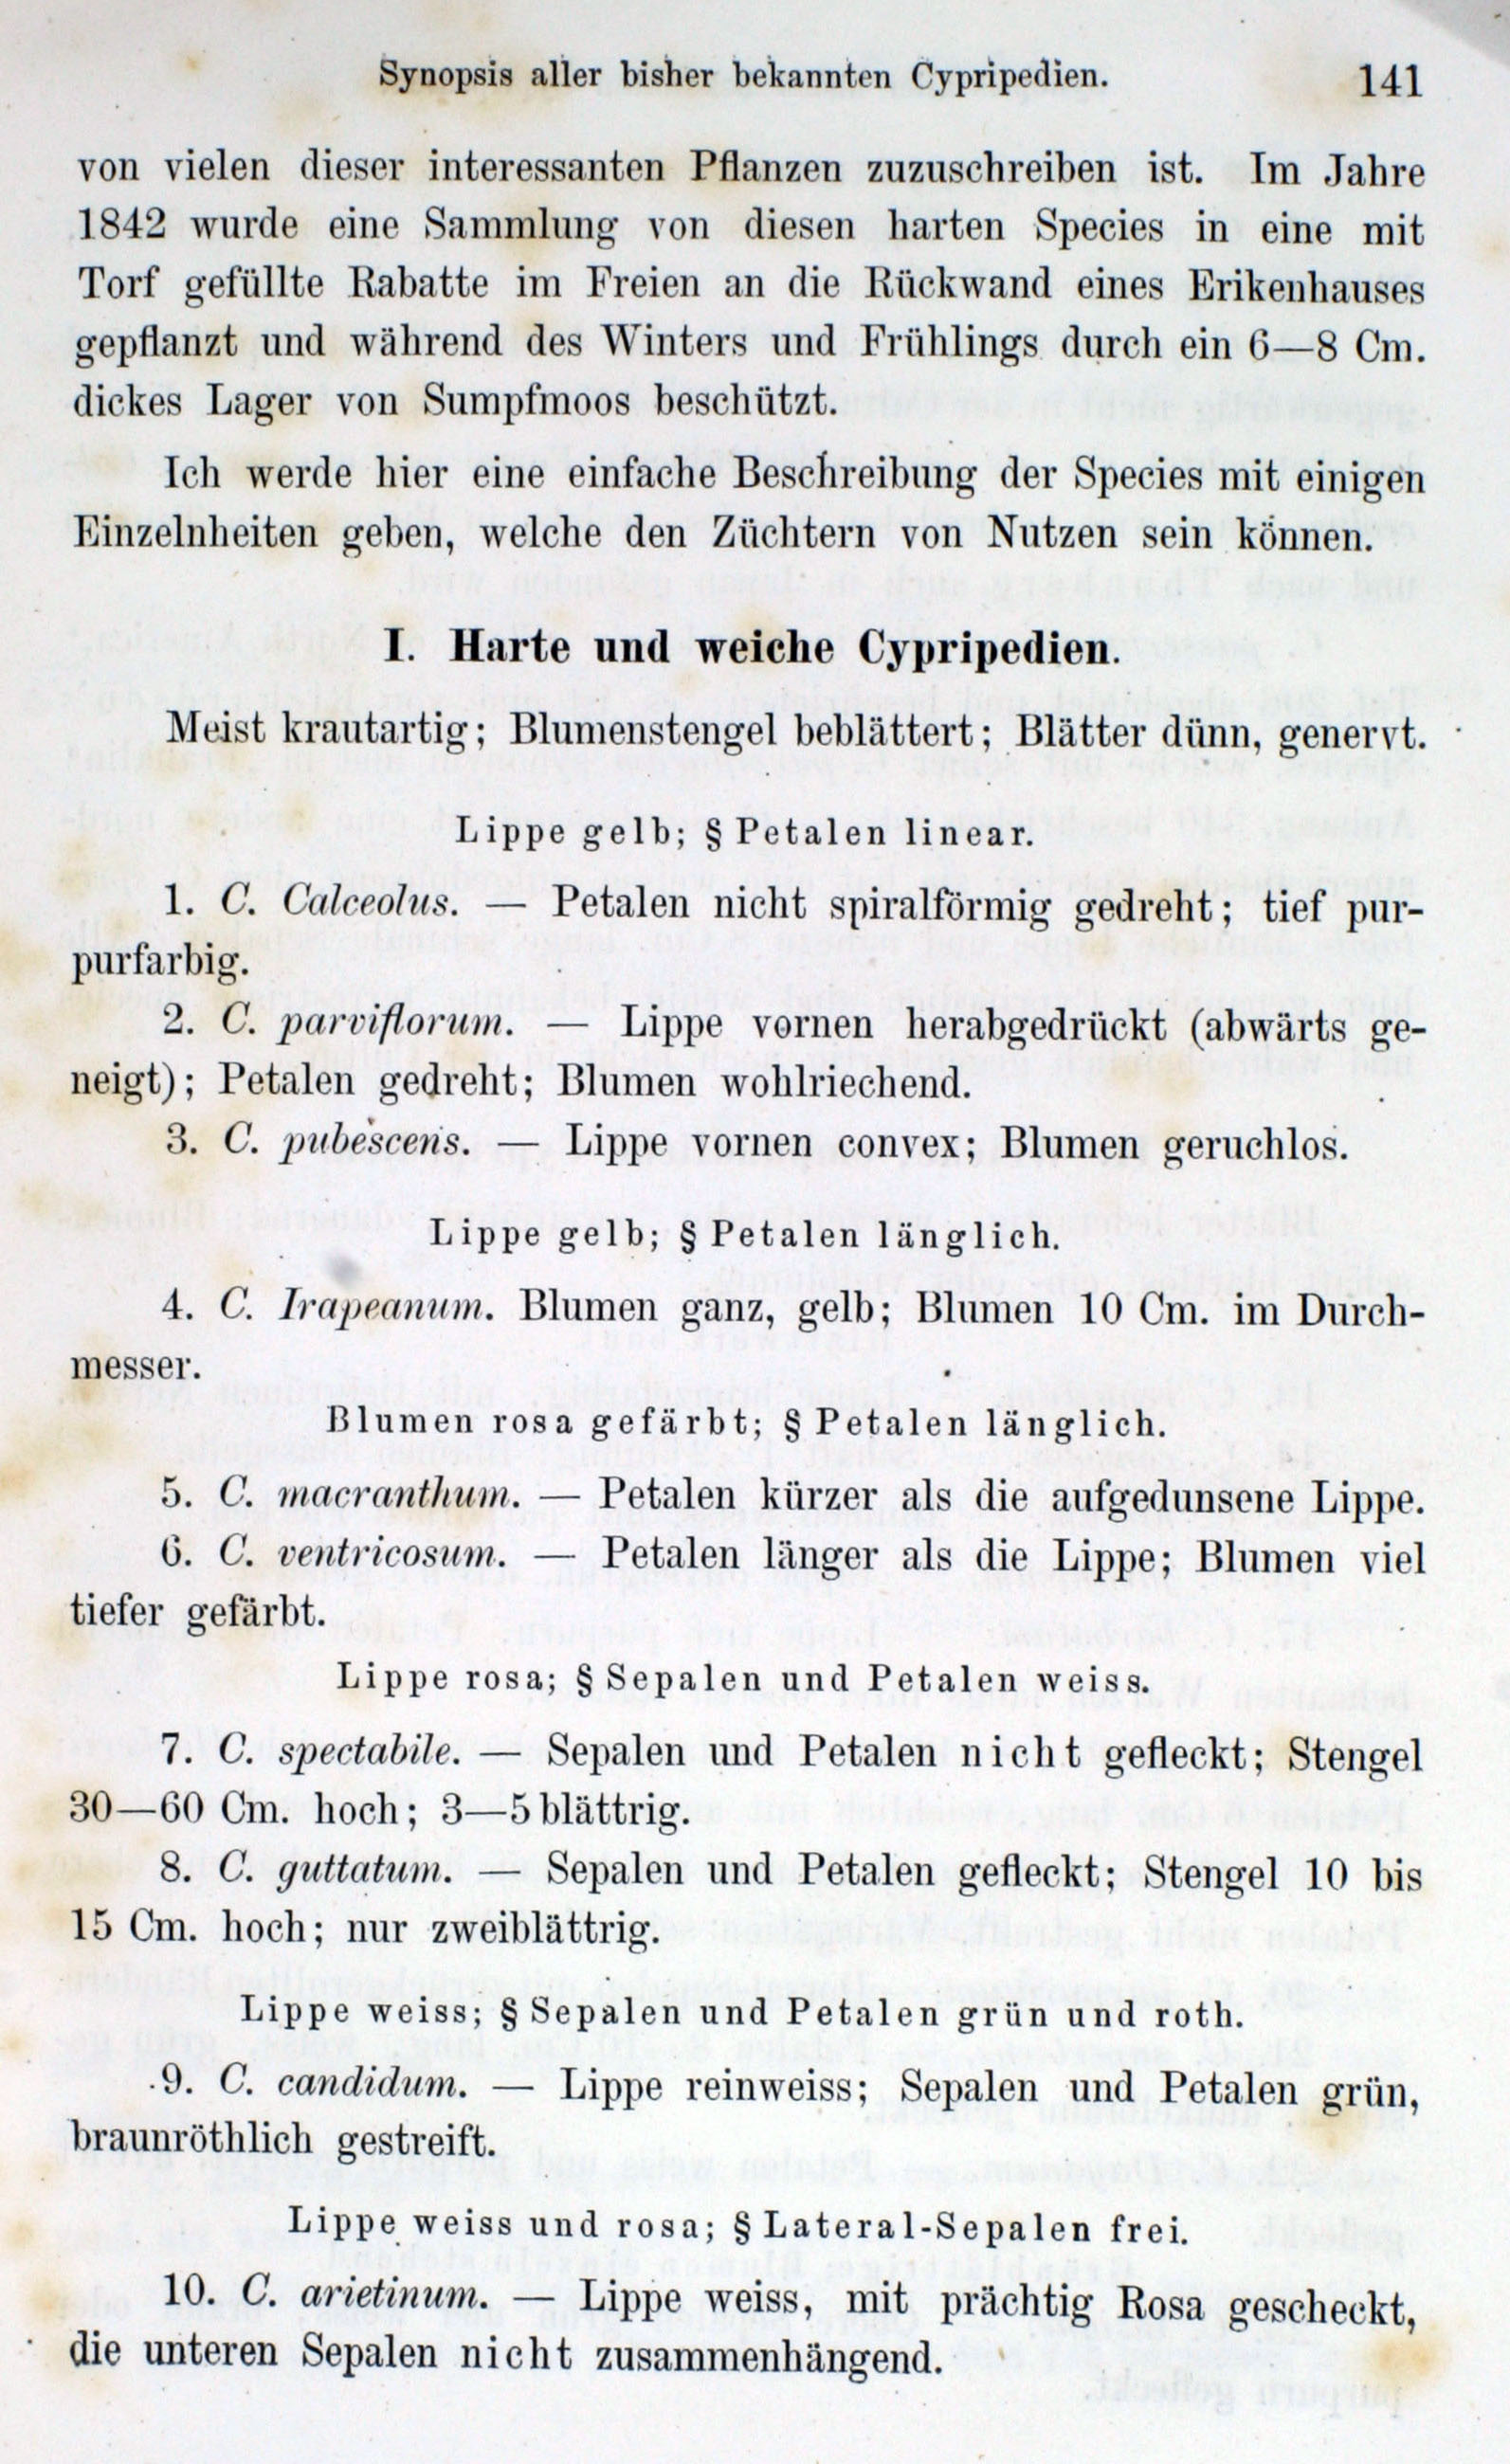 Synopsis aller bisher bekannten Cypripedien. 141
von vielen dieser interessanten Pflanzen zuzuschreiben ist. Im Jahre
1842 wurde eine Sammlung von diesen harten Species in eine mit
Torf gefüllte Rabatte im Freien an die Rückwand eines Erikenhauses
gepflanzt und während des Winters und Frühlings durch ein 6—8 Cm.
dickes Lager von Sumpfmoos beschützt.
Ich werde hier eine einfache Beschreibung der Species mit einigen
Einzelnheiten geben, welche den Züchtern von Nutzen sein können.
I. Harte und weiche Cypripedien.
Meist krautartig; Blumenstengel beblättert; Blätter dünn, genervt.
Lippe gelb; § Petalen linear.
1. C. Calceolus. — Petalen nicht spiralförmig gedreht; tief pur-
purfarbig.
2. C. parviflorum. — Lippe vornen herabgedrückt (abwärts ge-
neigt); Petalen gedreht; Blumen wohlriechend.
3. C. pubescens. — Lippe vornen convex; Blumen geruchlos.
Lippe gelb; § Petalen länglich.
4. C. Irapeanum. Blumen ganz, gelb; Blumen 10 Cm. im Durch-
messer.
Blumen rosa gefärbt; § Petalen länglich.
5. C. macranthum. — Petalen kürzer als die aufgedunsene Lippe.
6. C. ventricosum. — Petalen länger als die Lippe; Blumen viel
tiefer gefärbt.
Lippe rosa; § Sepalen und Petalen weiss.
7. C. spectabile. — Sepalen und Petalen nicht gefleckt; Stengel
30—60 Cm. hoch; 3—5 blättrig.
8. C. guttatum. — Sepalen und Petalen gefleckt; Stengel 10 bis
15 Cm. hoch; nur zweiblättrig.
Lippe weiss; § Sepalen und Petalen grün und roth.
9. C. candidum. — Lippe reinweiss; Sepalen und Petalen grün,
braunröthlich gestreift.
Lippe weiss und rosa; § Lateral-Sepalen frei.
10. C. arietinum. — Lippe weiss, mit prächtig Rosa gescheckt,
die unteren Sepalen nicht zusammenhängend.